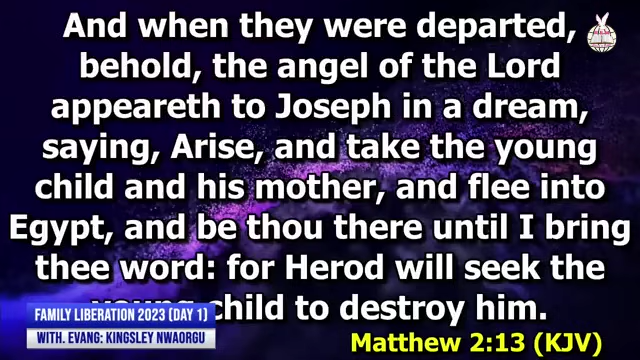 And when they were departed,
behold, the angel of the Lord
appeareth to Joseph in a dream,
saying, Arise, and take the young
child and his mother, and flee into
Egypt, and be thou there until I bring
thee word: for Herod will seek the
young child to destroy him.
FAMILY LIBERATION 2023 (DAY 1)
WITH. EVANG: KINGSLEY NWAORGU
Matthew 2:13 (KJV)